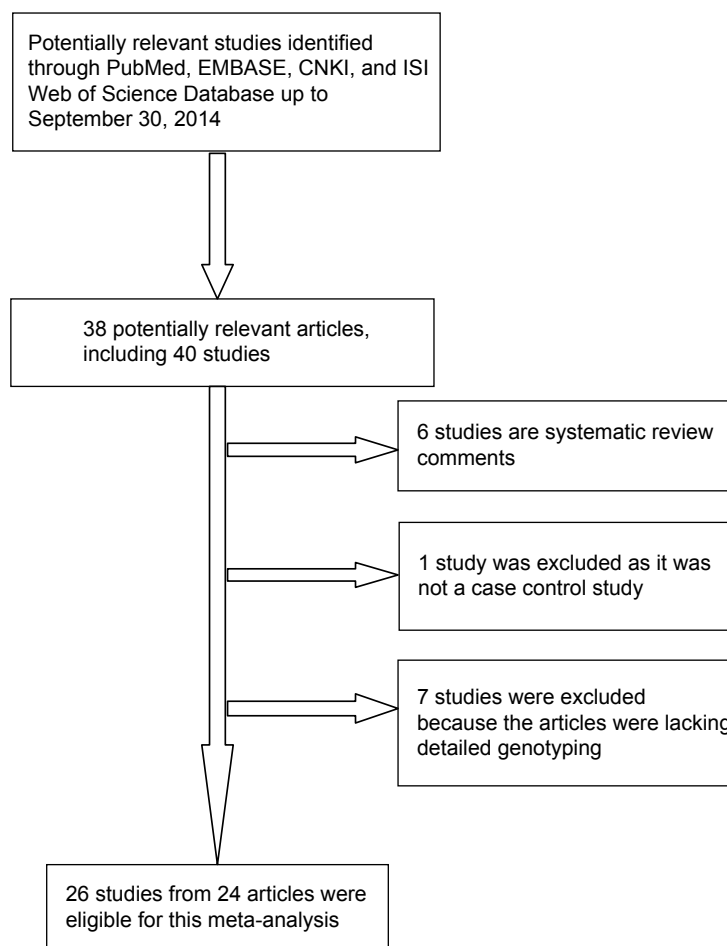 Potentially relevant studies identified
through PubMed, EMBASE, CNKI, and ISI
Web of Science Database up to
September 30, 2014
38 potentially relevant articles,
including 40 studies
6 studies are systematic review
comments
1 study was excluded as it was
not a case control study
7 studies were excluded
because the articles were lacking
detailed genotyping
26 studies from 24 articles were
eligible for this meta-analysis